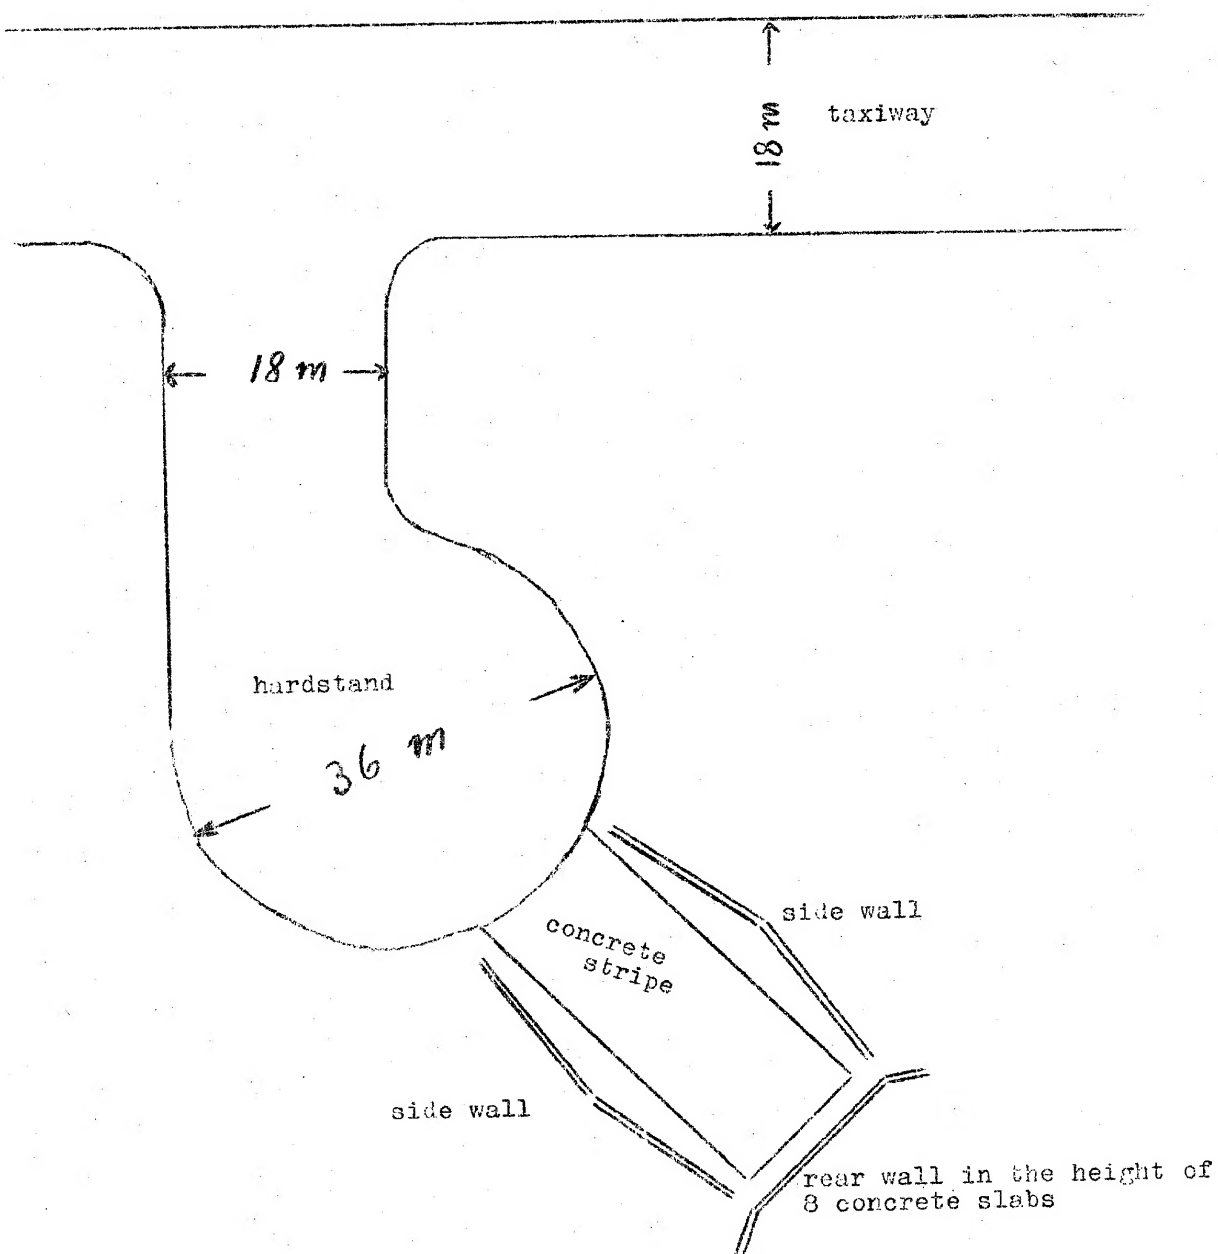 18 m
taxiway
18 m
hardstand
36 m
side wall
concrete
stripe
side wall
rear wall in the height of
8 concrete slabs